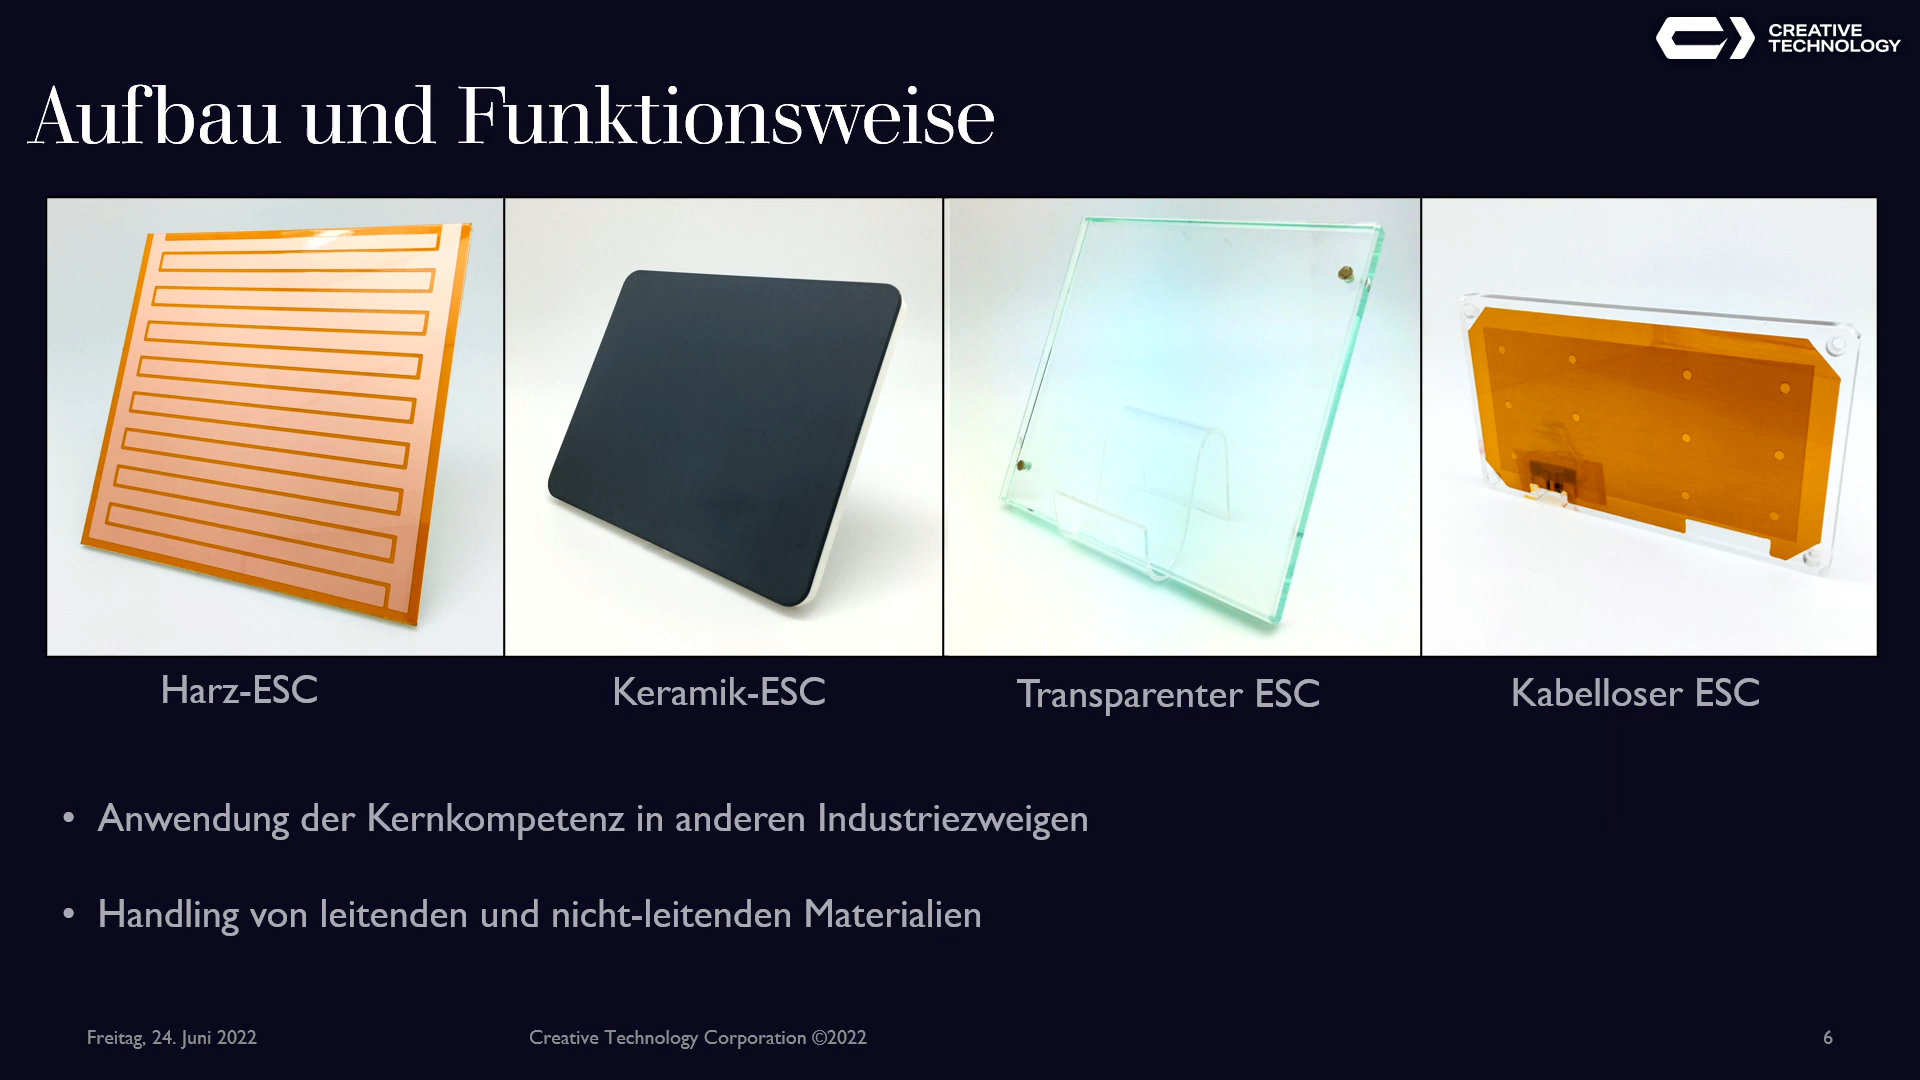 CREATIVE
TECHNOLOGY
Aufbau und Funktionsweise
Harz-ESC
Keramik-ESC
Transparenter ESC
Kabelloser ESC
• Anwendung der Kernkompetenz in anderen Industriezweigen
• Handling von leitenden und nicht-leitenden Materialien
Freitag, 24. Juni 2022
Creative Technology Corporation ©2022
6